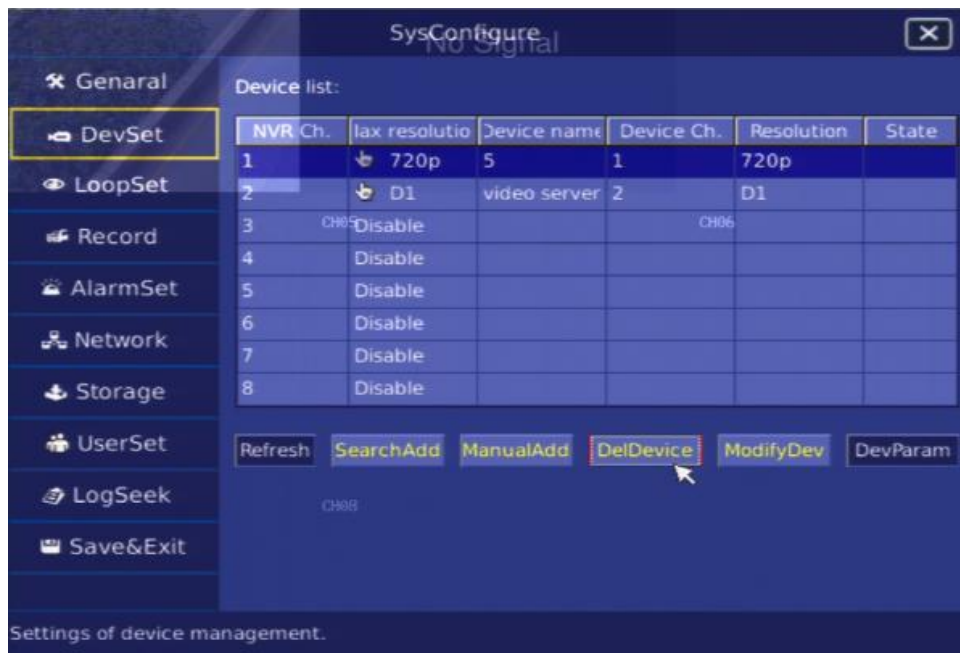 SysConfigure
No Signal
Genaral
DevSet
LoopSet
Record
AlarmSet
Network
Storage
UserSet
LogSeek
Save&Exit
Device list:
NVR Ch. lax resolutio Device name Device Ch. Resolution State
1 720p 5 1 720p
2 D1 video server 2 D1
3 Disable
CH05 CH06
4 Disable
5 Disable
6 Disable
7 Disable
8 Disable
Refresh SearchAdd ManualAdd DelDevice ModifyDev DevParam
CH08
Settings of device management.